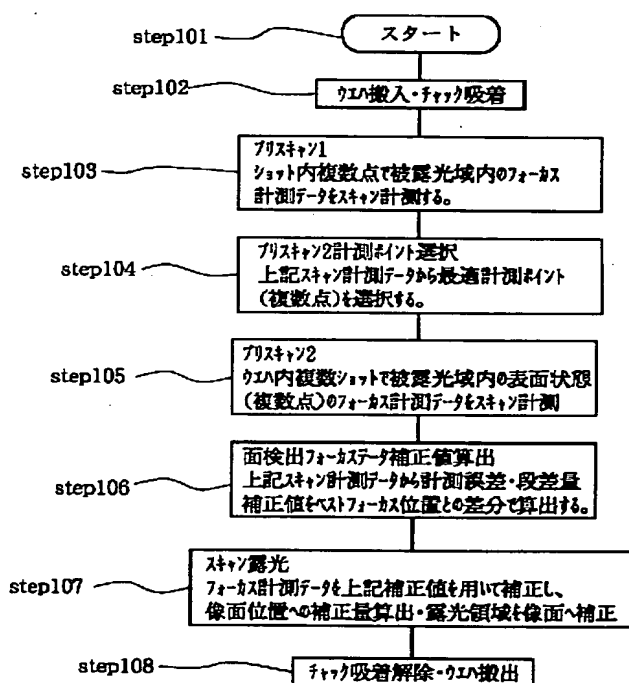 step101
スタート
step102
ウエハ搬入・チャック吸着
step103
プリスキャン1
ショット内複数点で被露光域内のフォーカス
計測データをスキャン計測する。
step104
プリスキャン2計測ポイント選択
上記スキャン計測データから最適計測ポイント
(複数点)を選択する。
step105
プリスキャン2
ウエハ内複数ショットで被露光域内の表面状態
(複数点)のフォーカス計測データをスキャン計測
step106
面検出フォーカスデータ補正値算出
上記スキャン計測データから計測誤差・段差量
補正値をベストフォーカス位置との差分で算出する。
step107
スキャン露光
フォーカス計測データを上記補正値を用いて補正し、
像面位置への補正量算出・露光領域を像面へ補正
step108
チャック吸着解除・ウエハ搬出